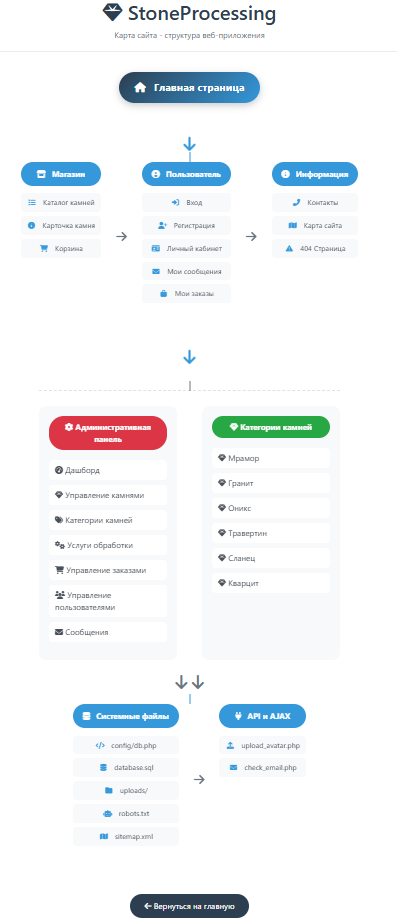 StoneProcessing
Карта сайта - структура веб-приложения
Главная страница
Магазин
Каталог камней
Карточка камня
Корзина
Пользователь
Вход
Регистрация
Личный кабинет
Мои сообщения
Мои заказы
Информация
Контакты
Карта сайта
404 Страница
Административная
панель
Дашборд
Управление камнями
Категории камней
Услуги обработки
Управление заказами
Управление
пользователями
Сообщения
Категории камней
Мрамор
Гранит
Оникс
Травертин
Сланец
Кварцит
Системные файлы
config/db.php
database.sql
uploads/
robots.txt
sitemap.xml
API и AJAX
upload_avatar.php
check_email.php
Вернуться на главную